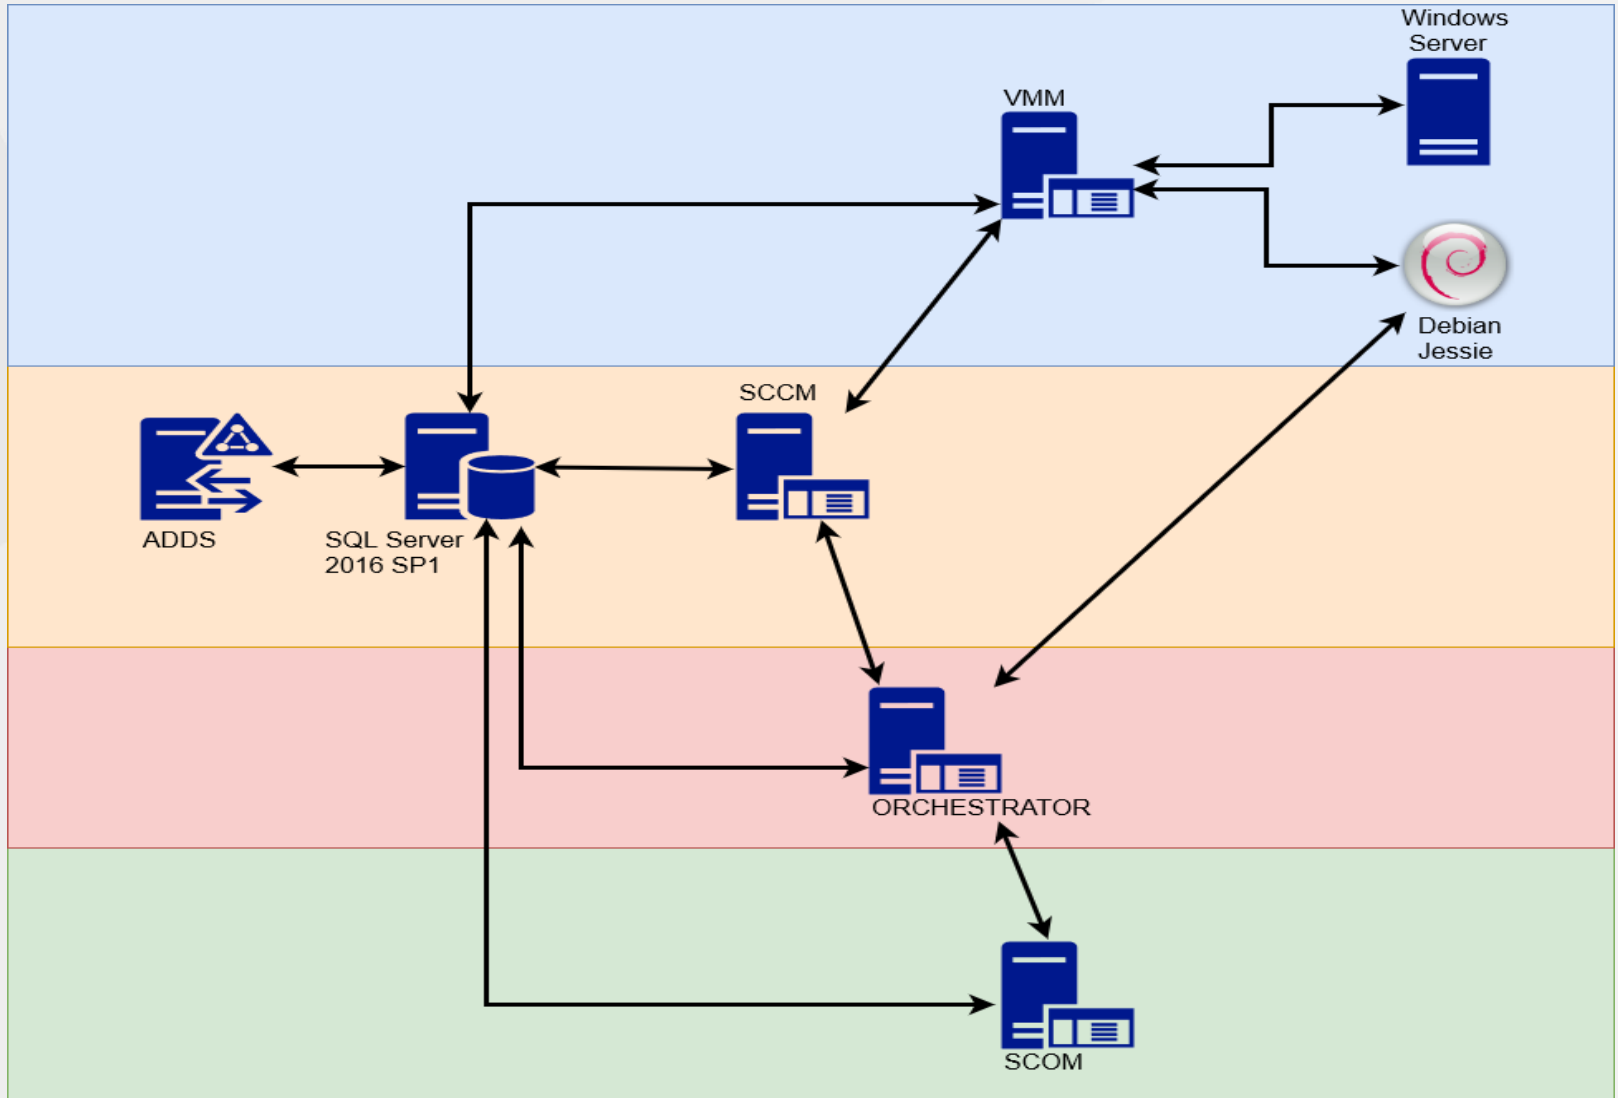 Windows
Server
VMM
Debian
Jessie
SCCM
ADDS
SQL Server
2016 SP1
ORCHESTRATOR
SCOM